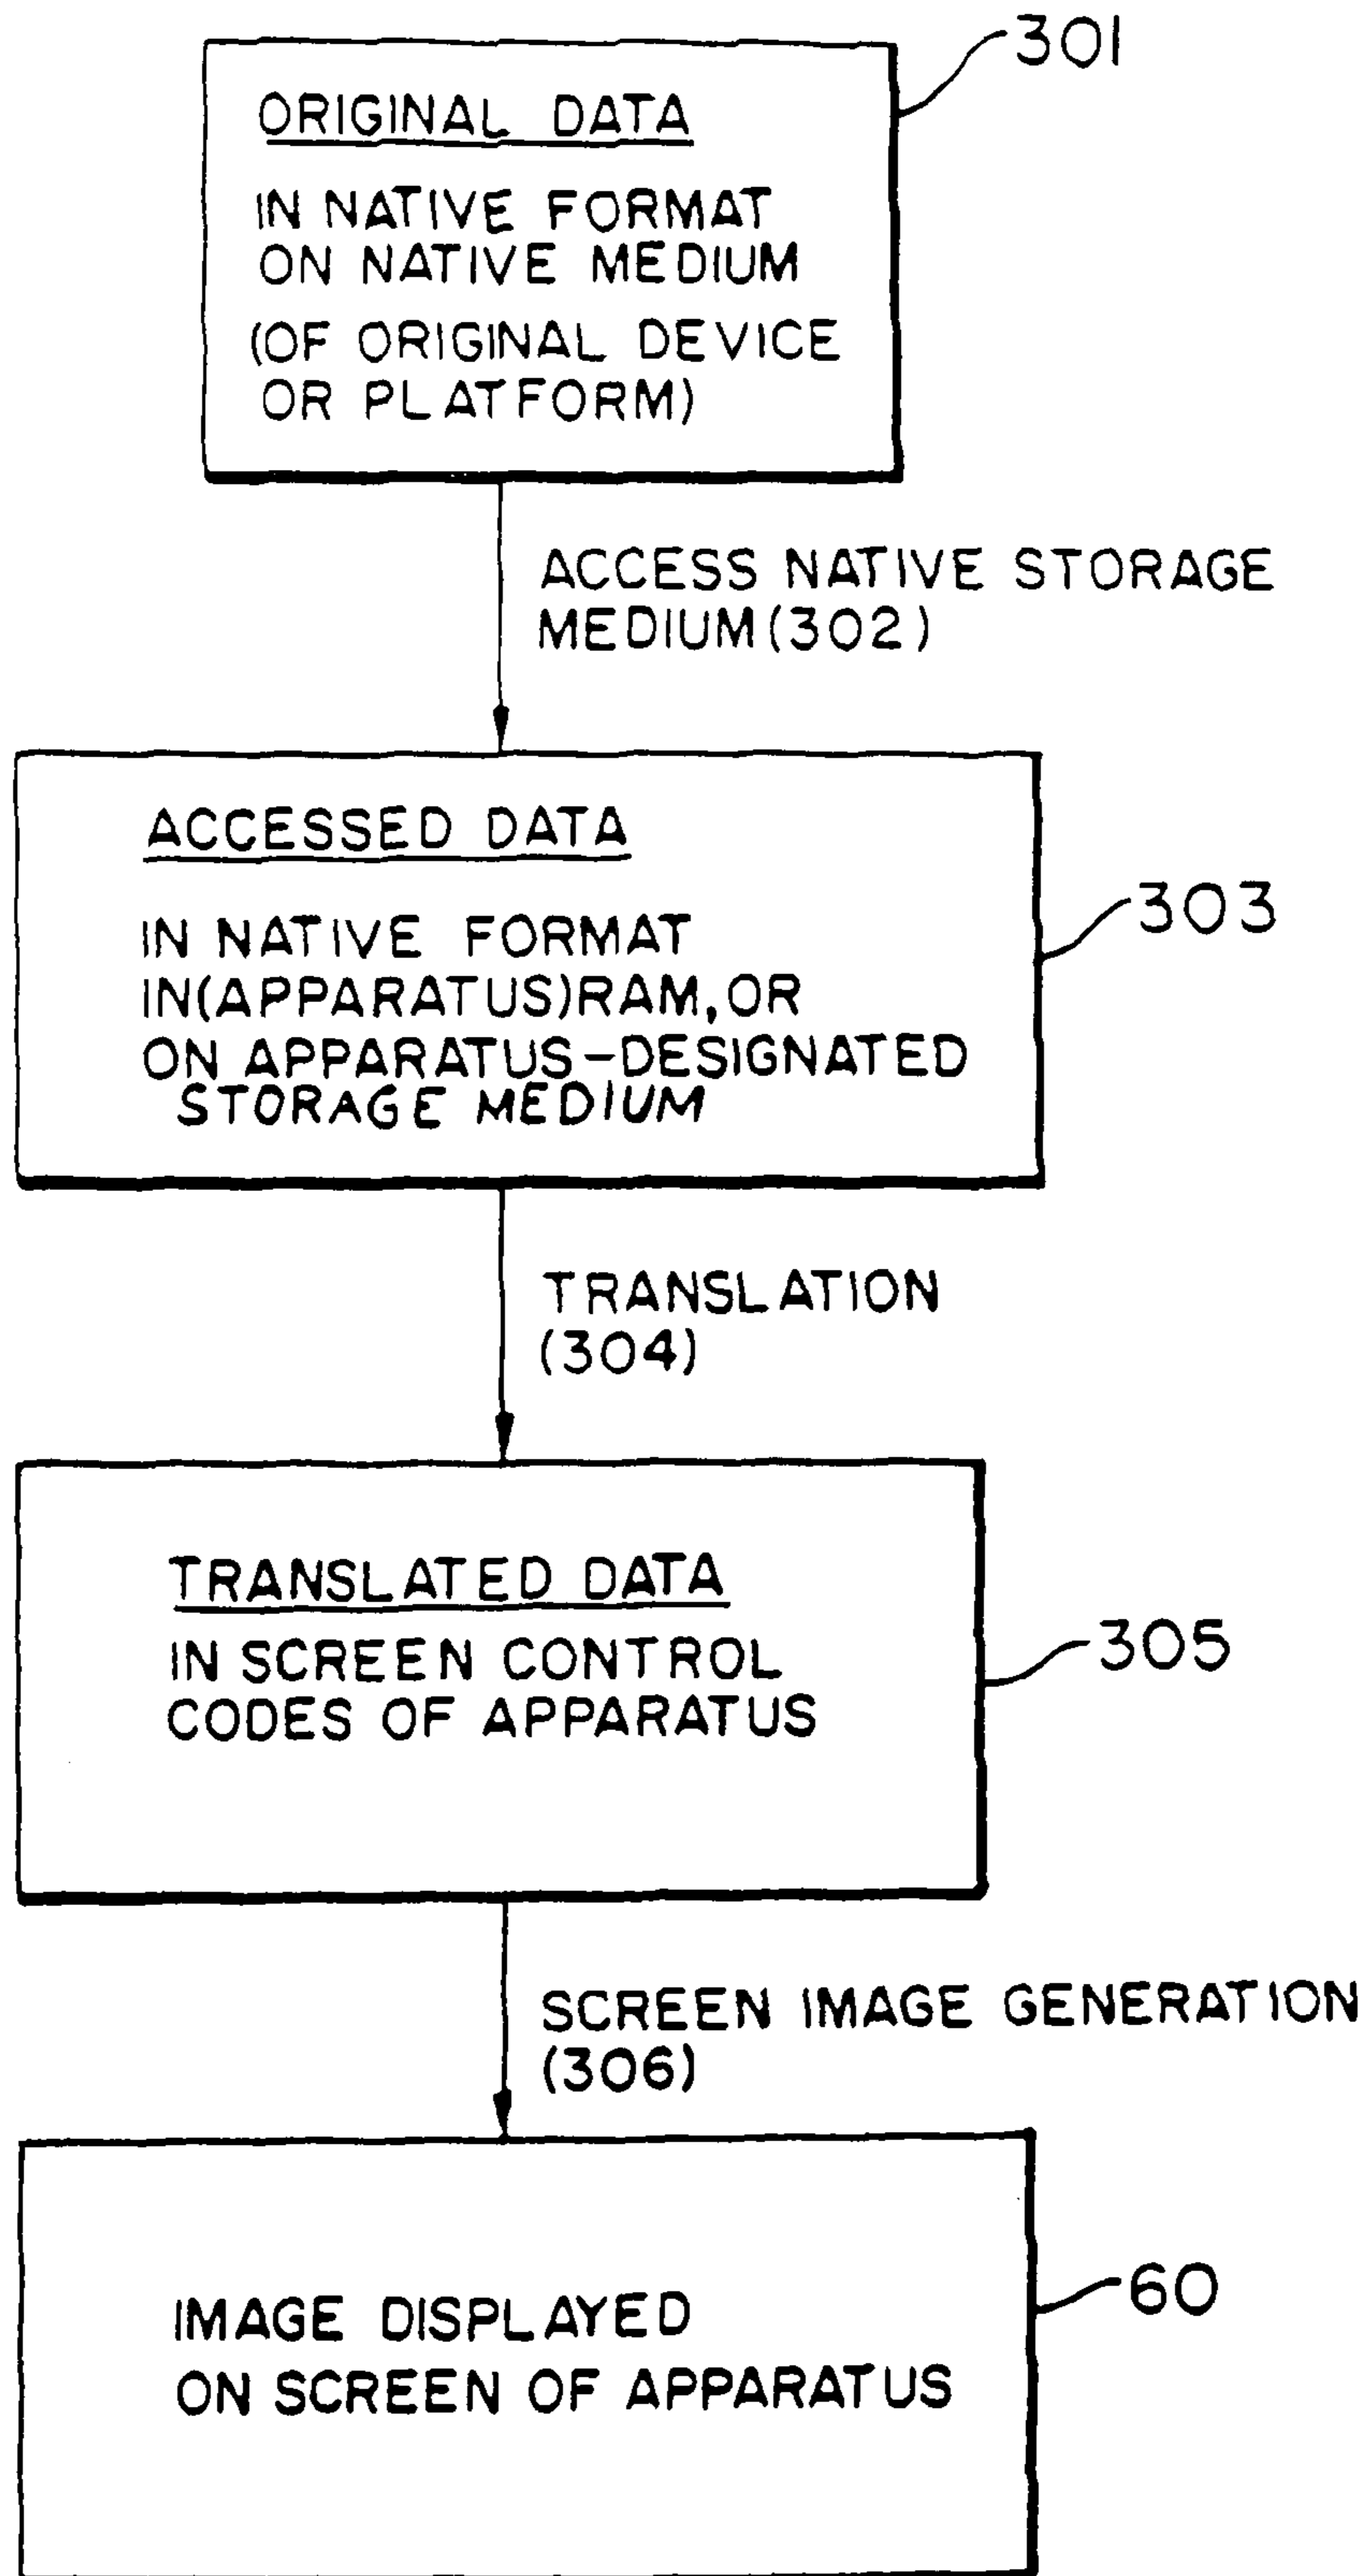 301
ORIGINAL DATA
IN NATIVE FORMAT
ON NATIVE MEDIUM
(OF ORIGINAL DEVICE
OR PLATFORM)
ACCESS NATIVE STORAGE
MEDIUM(302)
ACCESSED DATA
303
IN NATIVE FORMAT
IN(APPARATUS)RAM, OR
ON APPARATUS-DESIGNATED
STORAGE MEDIUM
TRANSLATION
(304)
TRANSLATED DATA
305
IN SCREEN CONTROL
CODES OF APPARATUS
SCREEN IMAGE GENERATION
(306)
60
IMAGE DISPLAYED
ON SCREEN OF APPARATUS